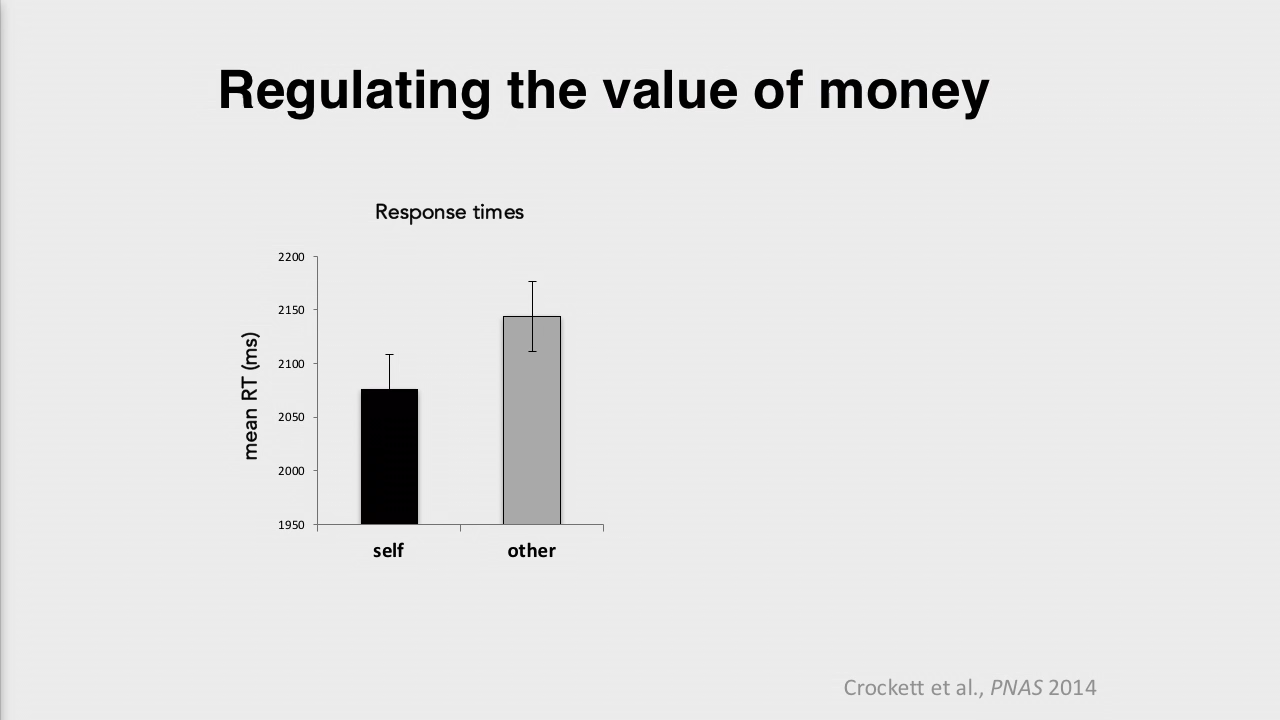 Regulating the value of money
Response times
mean RT (ms)
2200
2150
2100
2050
2000
1950
self other
Crockett et al., PNAS 2014